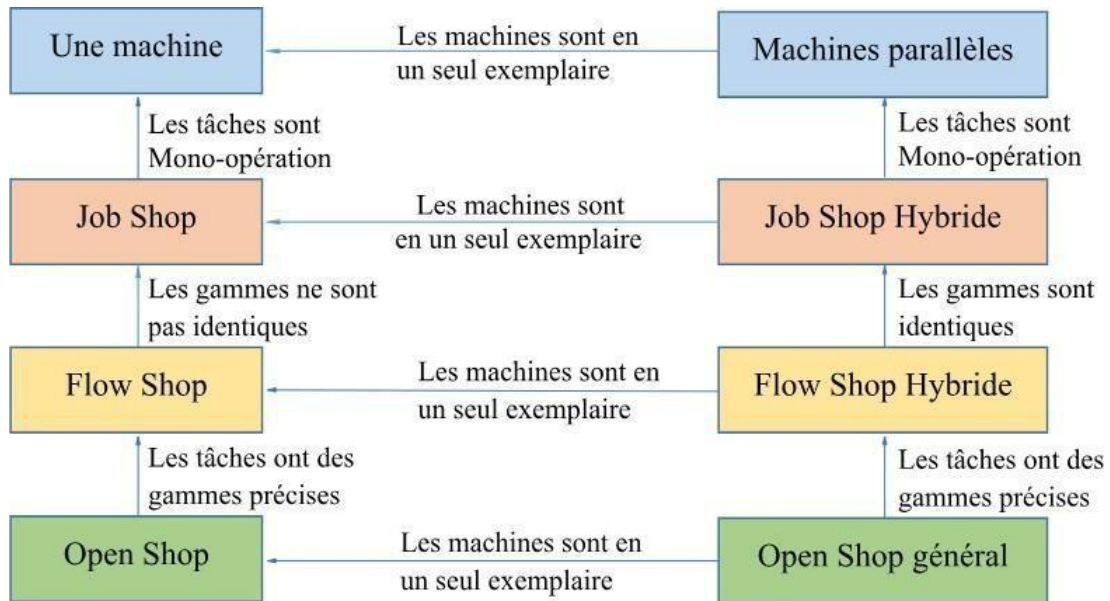 Une machine
Les machines sont en
un seul exemplaire
Machines parallèles
Les tâches sont
Mono-opération
Les tâches sont
Mono-opération
Job Shop
Les machines sont
en un seul exemplaire
Job Shop Hybride
Les gammes ne sont
pas identiques
Les gammes sont
identiques
Flow Shop
Les machines sont en
un seul exemplaire
Flow Shop Hybride
Les tâches ont des
gammes précises
Les tâches ont des
gammes précises
Open Shop
Les machines sont en
un seul exemplaire
Open Shop général